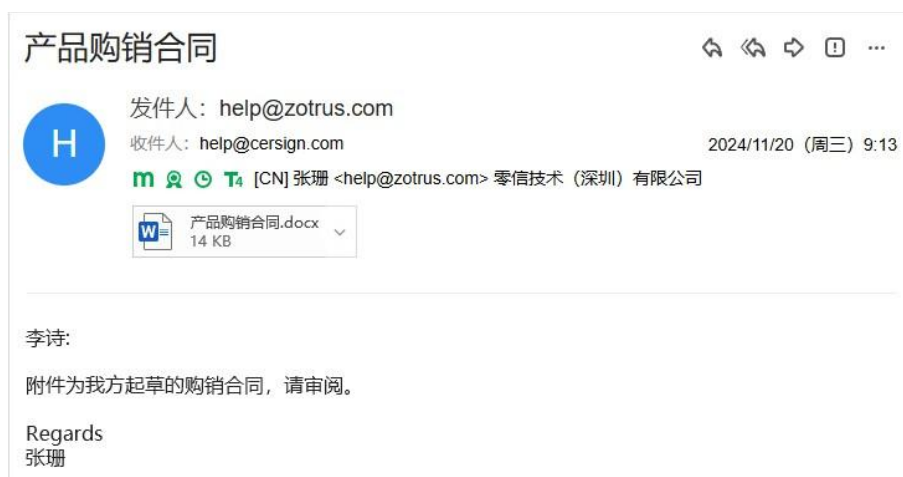 产品购销合同
H
发件人：help@zotrus.com
收件人：help@cersign.com
2024/11/20（周三）9:13
m T4 [CN] 张珊 <help@zotrus.com> 零信技术（深圳）有限公司
W
产品购销合同.docx
14 KB
李诗:
附件为我方起草的购销合同，请审阅。
Regards
张珊